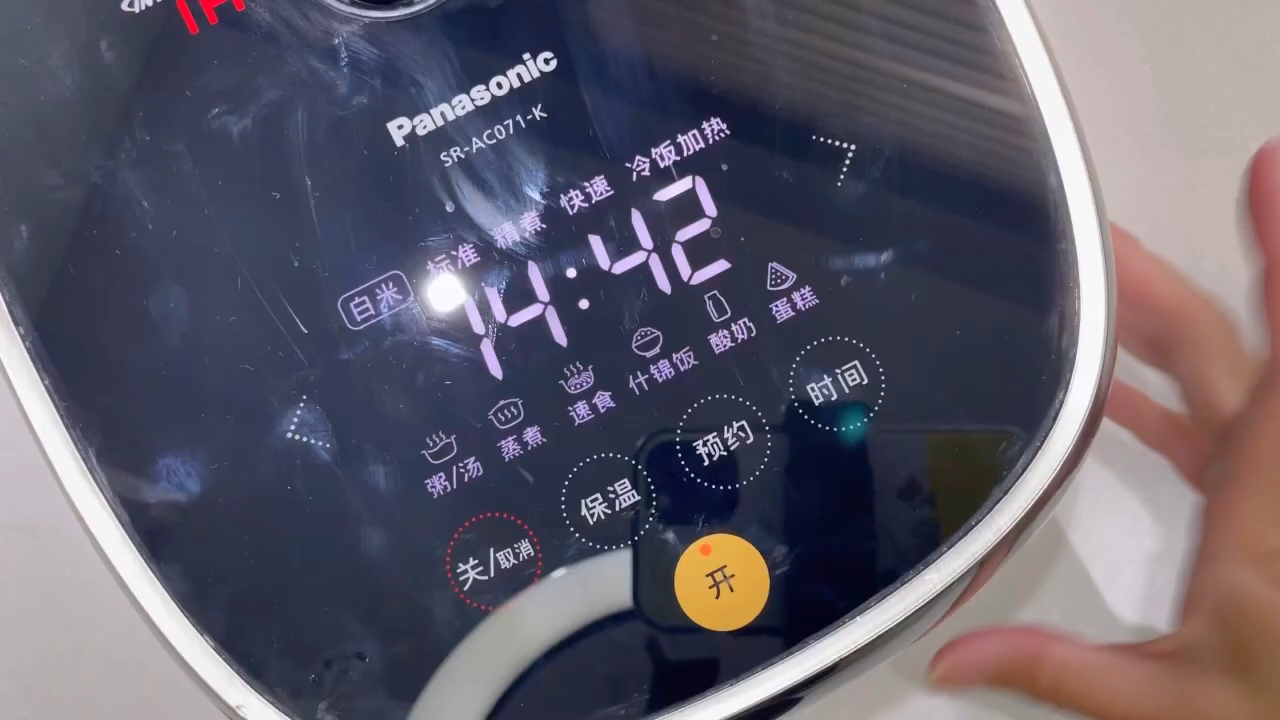 IH
Panasonic
SR-AC071-K
白米 标准 精煮 快速 冷饭加热
14:42
粥/汤 蒸煮 速食 什锦饭 酸奶 蛋糕
关/取消 保温 预约 时间
开